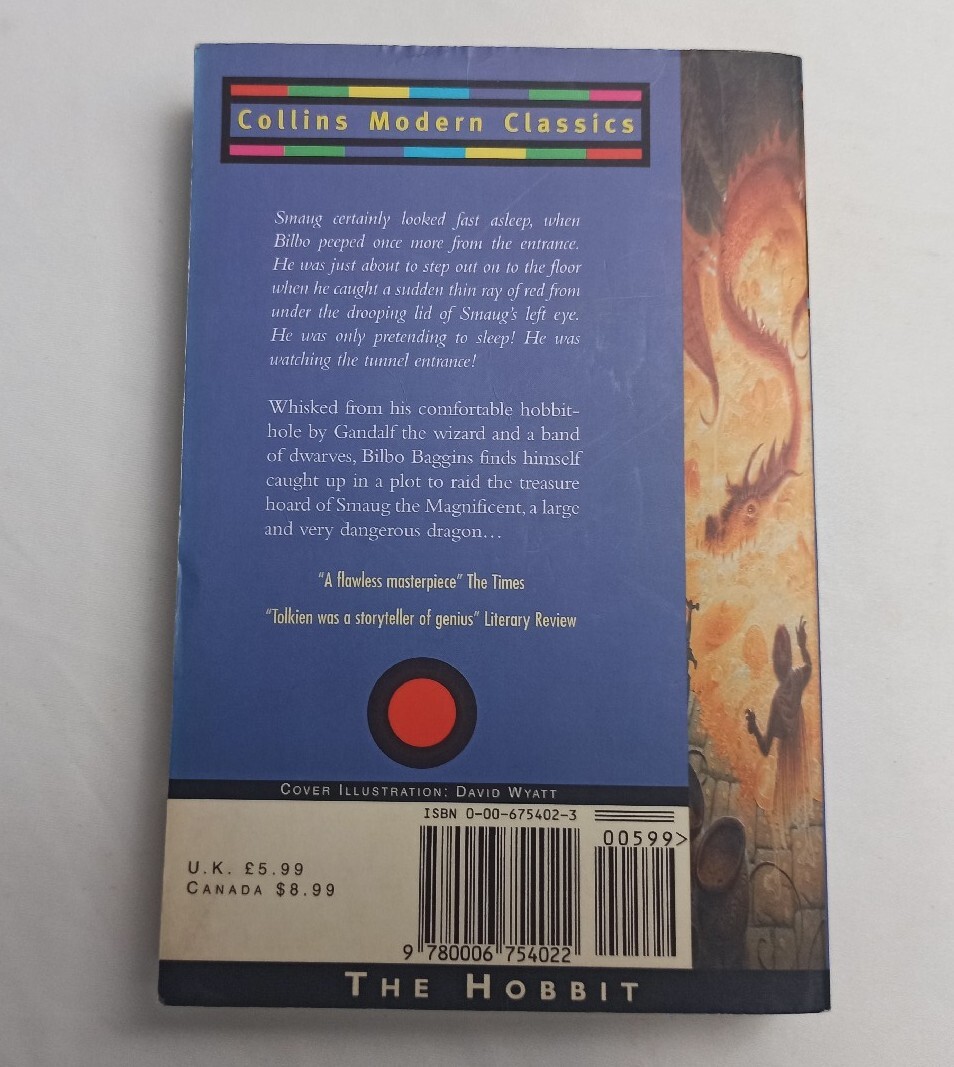 Collins Modern Classics
Smaug certainly looked fast asleep, when
Bilbo peeped once more from the entrance.
He was just about to step out on to the floor
when he caught a sudden thin ray of red from
under the drooping lid of Smaug's left eye.
He was only pretending to sleep! He was
watching the tunnel entrance!
Whisked from his comfortable hobbit-
hole by Gandalf the wizard and a band
of dwarves, Bilbo Baggins finds himself
caught up in a plot to raid the treasure
hoard of Smaug the Magnificent, a large
and very dangerous dragon...
"A flawless masterpiece" The Times
"Tolkien was a storyteller of genius" Literary Review
COVER ILLUSTRATION: DAVID WYATT
ISBN 0-00-675402-3
00599>
U.K. £5.99
CANADA $8.99
9 780006 754022
THE HOBBIT